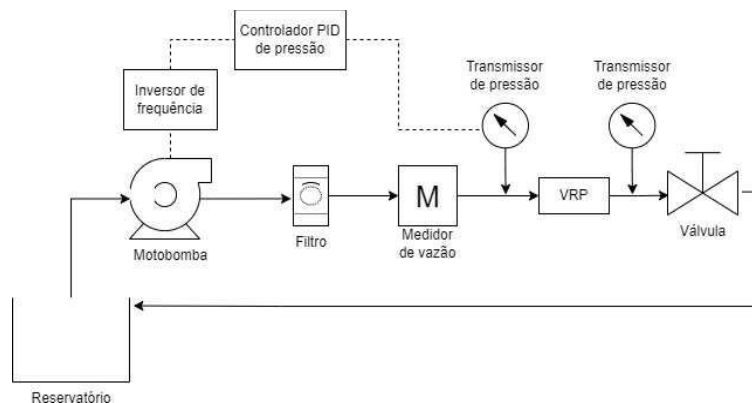 Controlador PID
de pressão
Inversor de
frequência
Transmissor
de pressão
Transmissor
de pressão
M
VRP
Motobomba
Filtro
Medidor
de vazão
Válvula
Reservatório